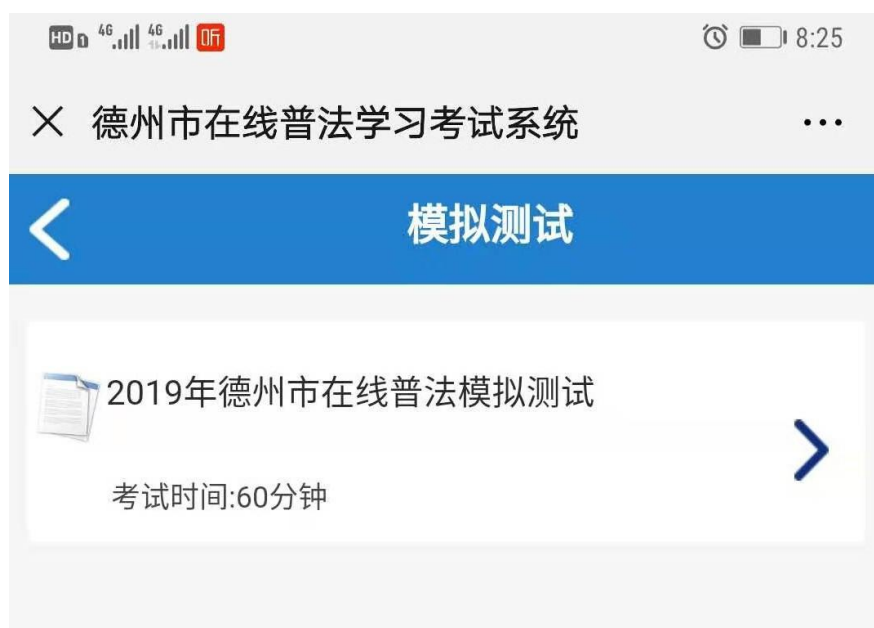 HD 1 4G 4G 听 8:25
德州市在线普法学习考试系统
模拟测试
2019年德州市在线普法模拟测试
考试时间:60分钟